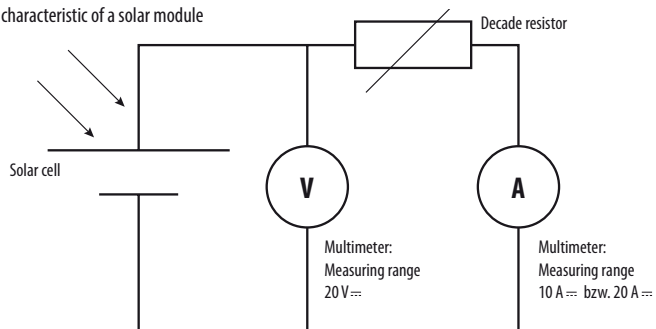 characteristic of a solar module
Decade resistor
Solar cell
V
A
Multimeter:
Measuring range
20 V⎓
Multimeter:
Measuring range
10 A⎓ bzw. 20 A⎓